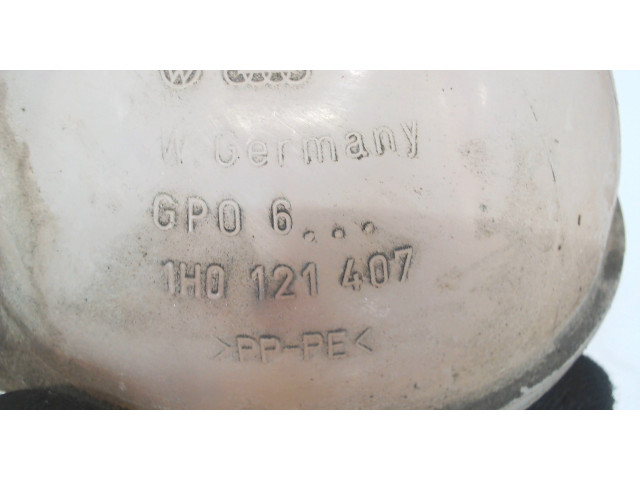 W. Germany
GPO 6...
1H0 121 407
>PP-PE<